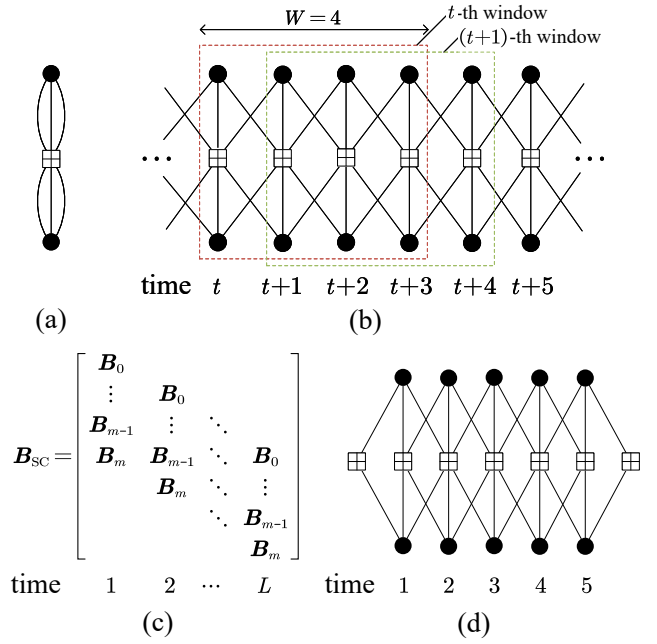 W = 4
t-th window
(t+1)-th window
...
...
time t t+1 t+2 t+3 t+4 t+5
(a)
(b)
B_SC = [ B_0
⋮ B_0
B_{m-1} ⋮ ⋱
B_m B_{m-1} ⋱ B_0
B_m ⋱ ⋮
⋱ B_{m-1}
B_m ]
time 1 2 ... L
(c)
time 1 2 3 4 5
(d)